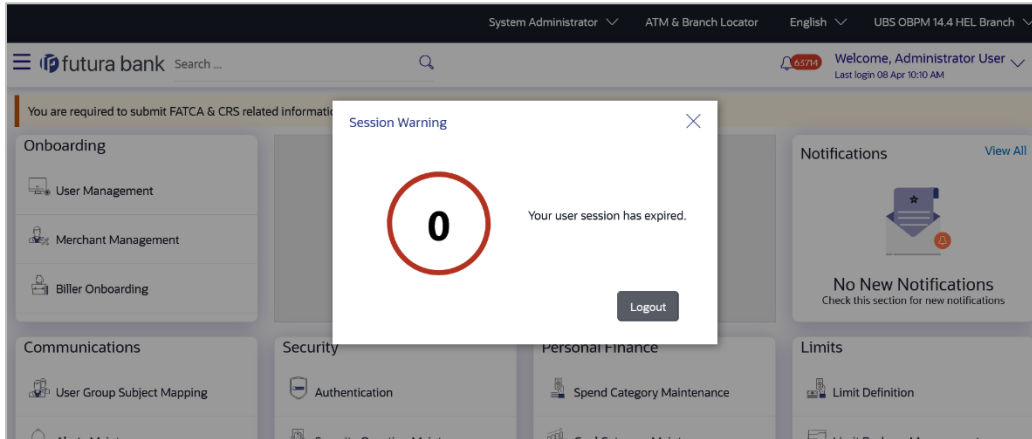 System Administrator ATM & Branch Locator English UBS OBPM 14.4 HEL Branch
futura bank Search ... 63714 Welcome, Administrator User
Last login 08 Apr 10:10 AM
You are required to submit FATCA & CRS related
Session Warning
0
Your user session has expired.
Logout
Onboarding
User Management
Merchant Management
Biller Onboarding
Notifications View All
No New Notifications
Check this section for new notifications
Communications
User Group Subject Mapping
Security
Authentication
Personal Finance
Spend Category Maintenance
Limits
Limit Definition